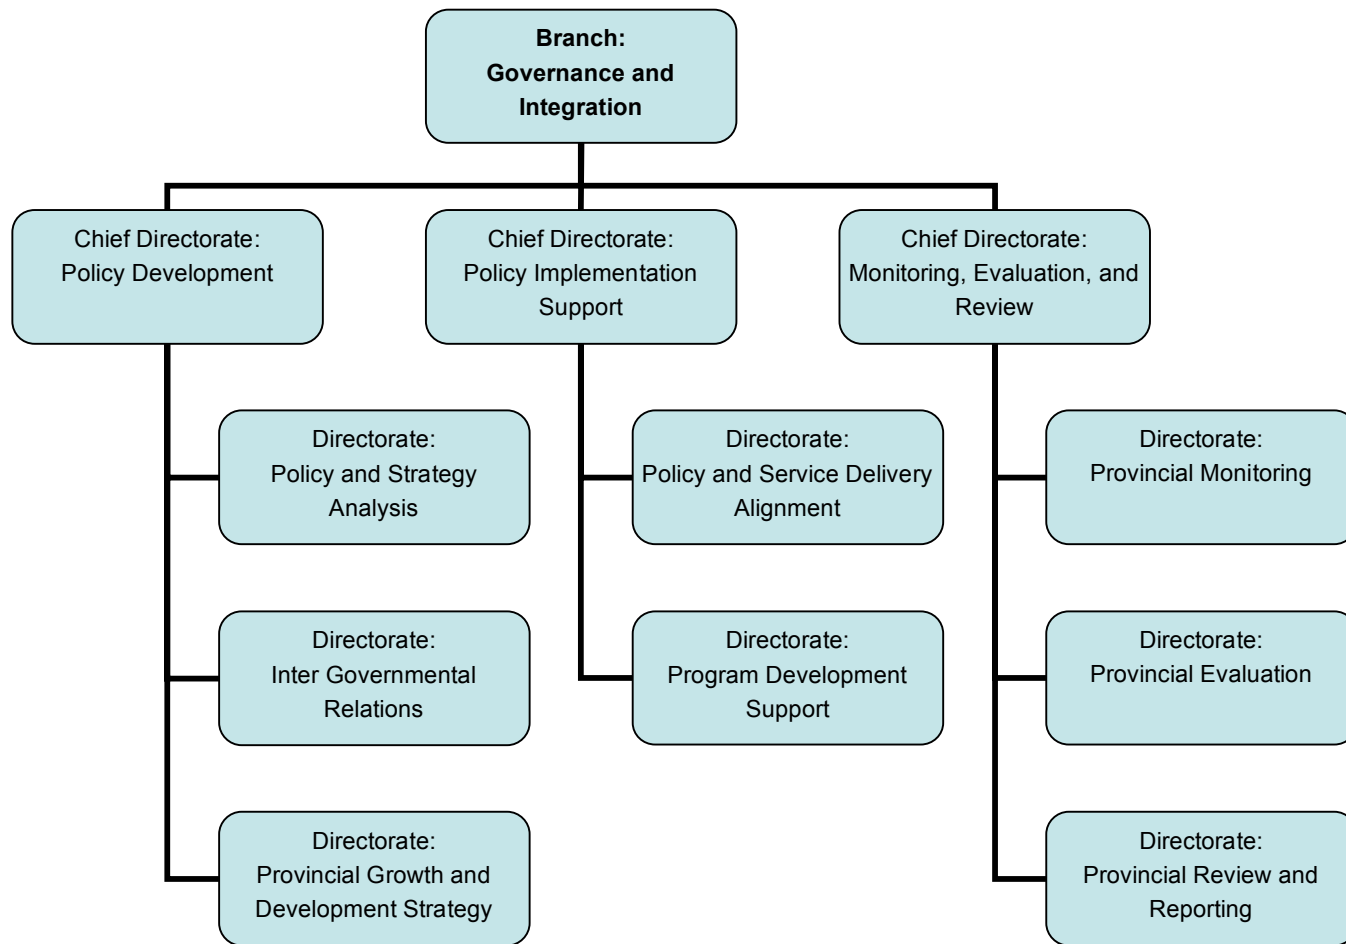 Branch:
Governance and
Integration
Chief Directorate:
Policy Development
Chief Directorate:
Policy Implementation
Support
Chief Directorate:
Monitoring, Evaluation, and
Review
Directorate:
Policy and Strategy
Analysis
Directorate:
Policy and Service Delivery
Alignment
Directorate:
Provincial Monitoring
Directorate:
Inter Governmental
Relations
Directorate:
Program Development
Support
Directorate:
Provincial Evaluation
Directorate:
Provincial Growth and
Development Strategy
Directorate:
Provincial Review and
Reporting